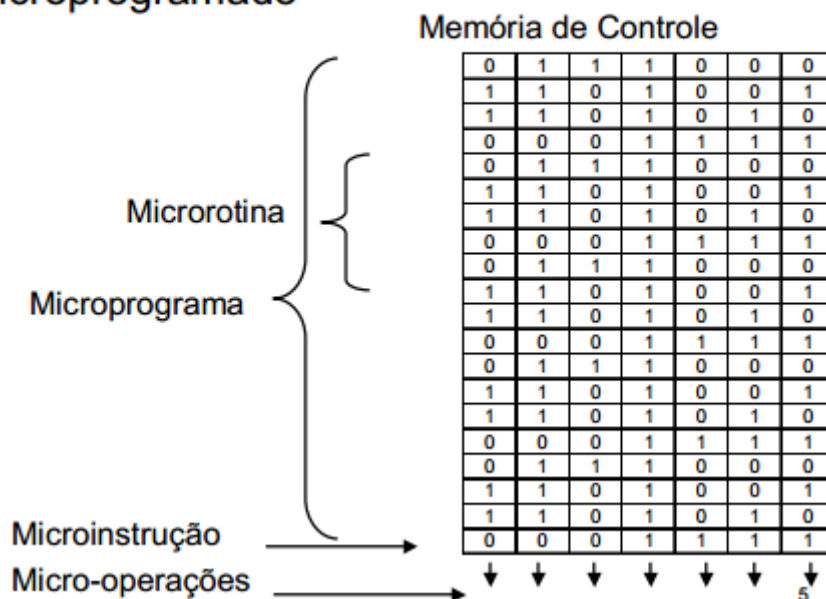 Memória de Controle
0 1 1 1 0 0 0
1 1 0 1 0 0 1
1 1 0 1 0 1 0
0 0 0 1 1 1 1
0 1 1 1 0 0 0
1 1 0 1 0 0 1
Microrotina
1 1 0 1 0 1 0
0 0 0 1 1 1 1
0 1 1 1 0 0 0
Microprograma
1 1 0 1 0 0 1
1 1 0 1 0 1 0
0 0 0 1 1 1 1
0 1 1 1 0 0 0
1 1 0 1 0 0 1
1 1 0 1 0 1 0
0 0 0 1 1 1 1
0 1 1 1 0 0 0
1 1 0 1 0 0 1
1 1 0 1 0 1 0
Microinstrução
0 0 0 1 1 1 1
Micro-operações
5